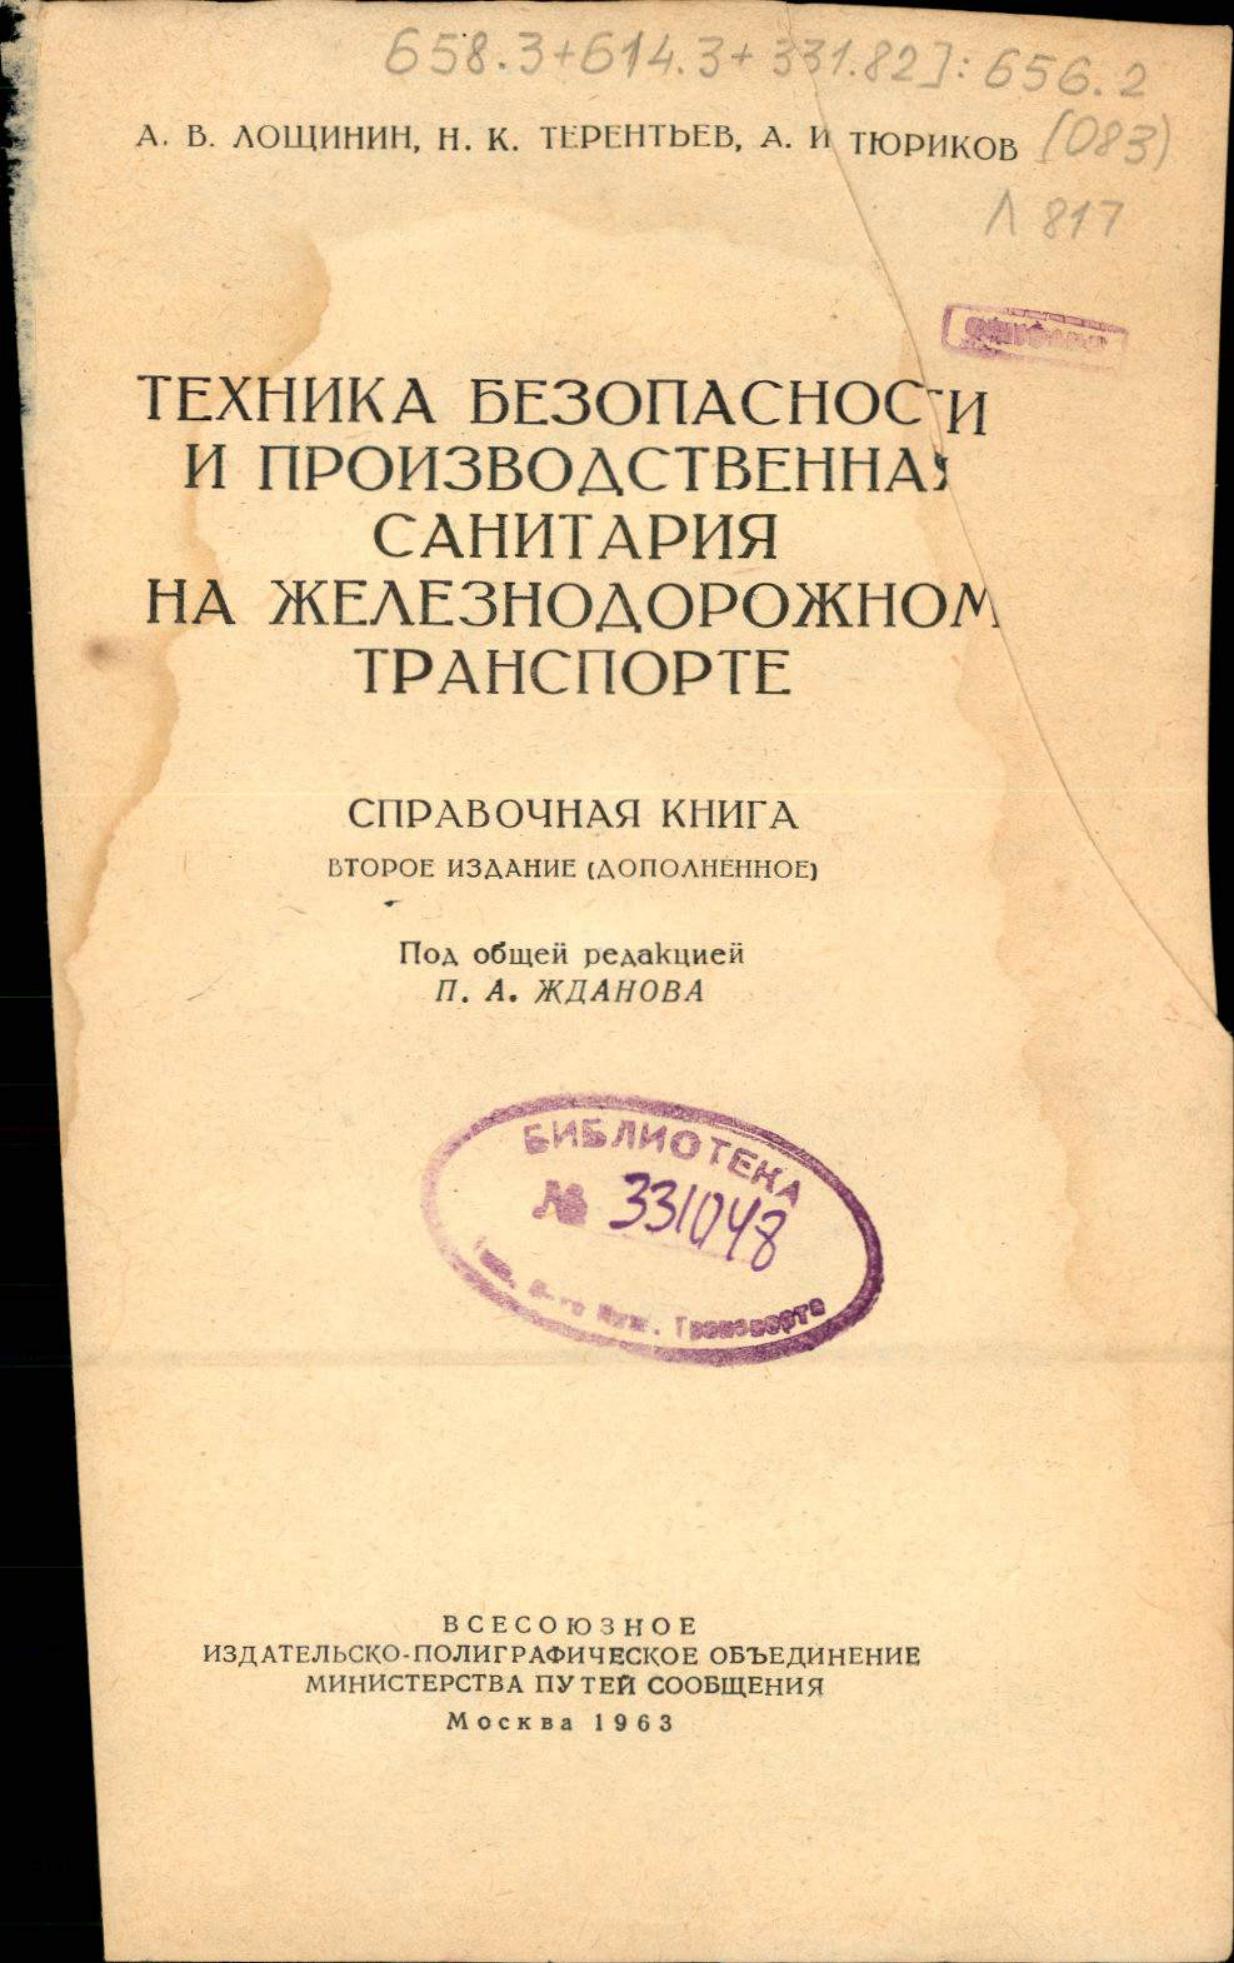 658.3+614.3+331.82]:656.2
А. В. ЛОЩИНИН, Н. К. ТЕРЕНТЬЕВ, А. И ТЮРИКОВ
(083)
Л 817
ТЕХНИКА БЕЗОПАСНОСТИ
И ПРОИЗВОДСТВЕННАЯ
САНИТАРИЯ
НА ЖЕЛЕЗНОДОРОЖНОМ
ТРАНСПОРТЕ
СПРАВОЧНАЯ КНИГА
ВТОРОЕ ИЗДАНИЕ (ДОПОЛНЕННОЕ)
Под общей редакцией
П. А. ЖДАНОВА
БИБЛИОТЕКА
№ 331048
Транспорта
ВСЕСОЮЗНОЕ
ИЗДАТЕЛЬСКО-ПОЛИГРАФИЧЕСКОЕ ОБЪЕДИНЕНИЕ
МИНИСТЕРСТВА ПУТЕЙ СООБЩЕНИЯ
Москва 1963